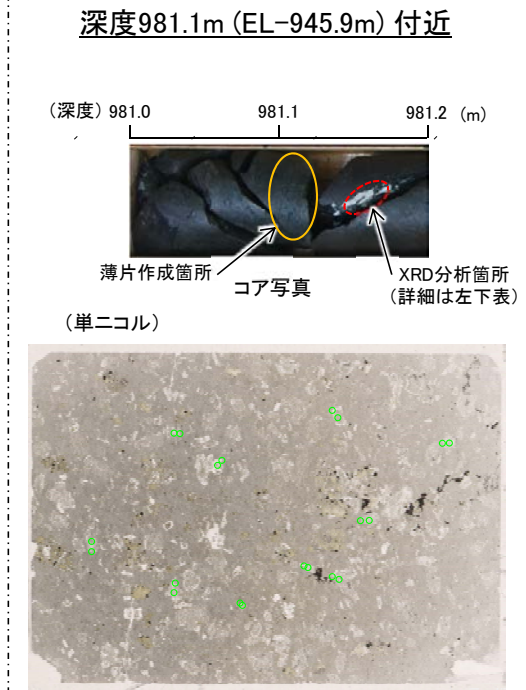 深度981.1m (EL-945.9m) 付近
(深度) 981.0 981.1 981.2 (m)
薄片作成箇所
コア写真
XRD分析箇所
(詳細は左下表)
(単ニコル)